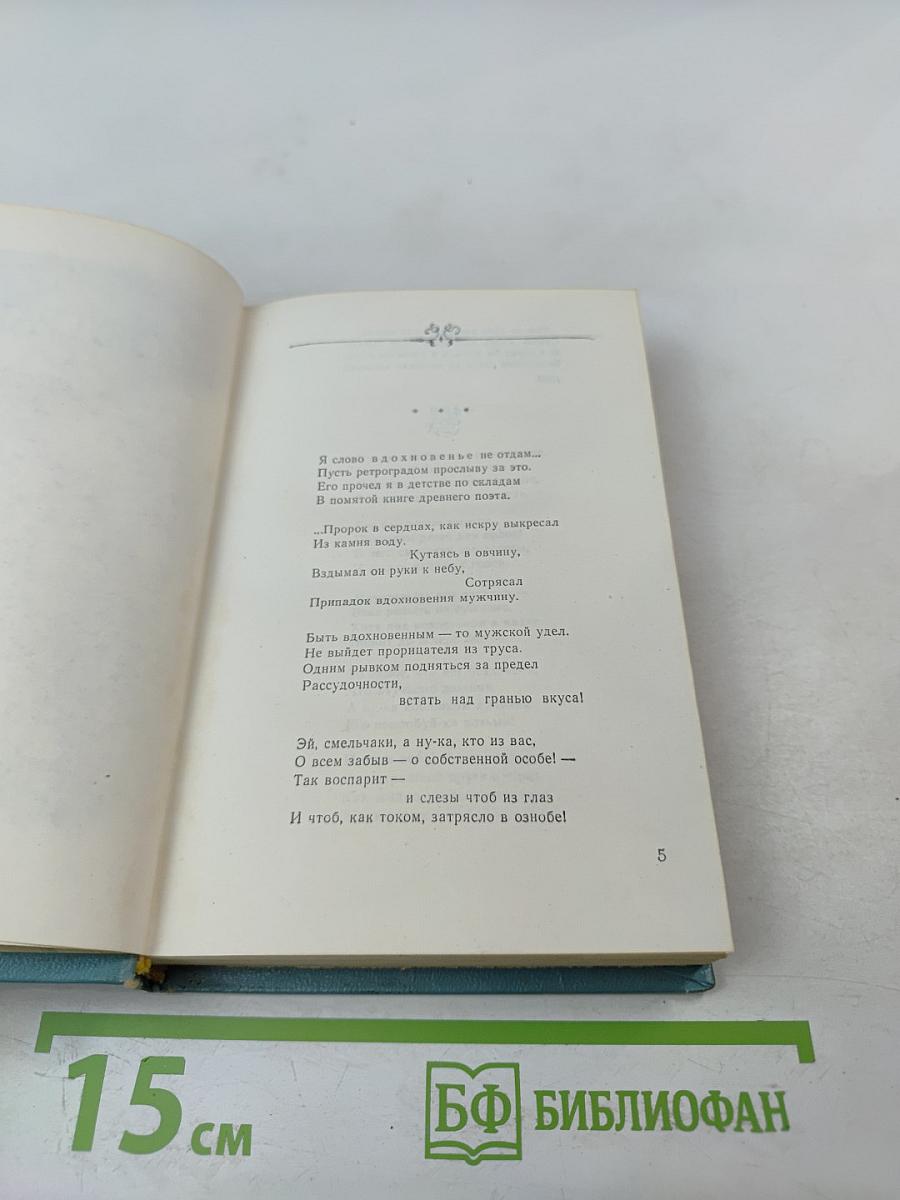 * * *
Я слово вдохновенье не отдам...
Пусть ретроградом прослыву за это.
Его прочел я в детстве по складам
В помятой книге древнего поэта.
...Пророк в сердцах, как искру выкресал
Из камня воду.
Кутаясь в овчину,
Вздымал он руки к небу,
Сотрясал
Припадок вдохновения мужчину.
Быть вдохновенным — то мужской удел.
Не выйдет прорицателя из труса.
Одним рывком подняться за предел
Рассудочности,
встать над гранью вкуса!
Эй, смельчаки, а ну-ка, кто из вас,
О всем забыв — о собственной особе! —
Так воспарит —
и слезы чтоб из глаз
И чтоб, как током, затрясло в ознобе!
5
15 см
БФ БИБЛИОФАН